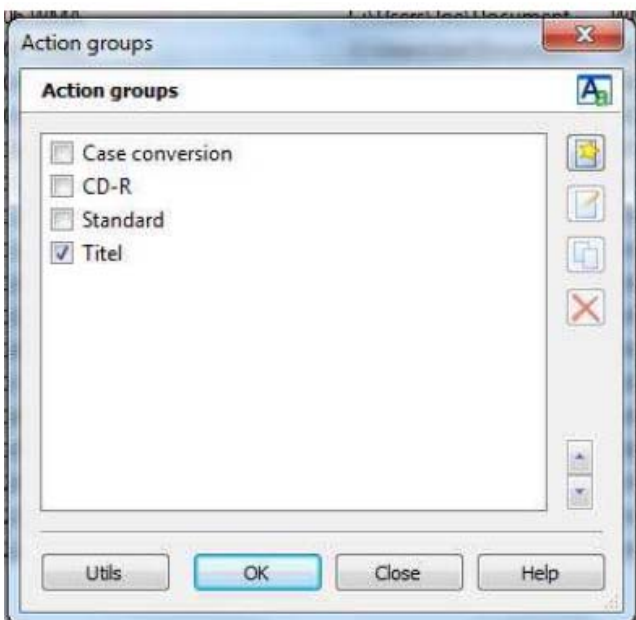 Action groups
Action groups
Case conversion
CD-R
Standard
Titel
Utils
OK
Close
Help